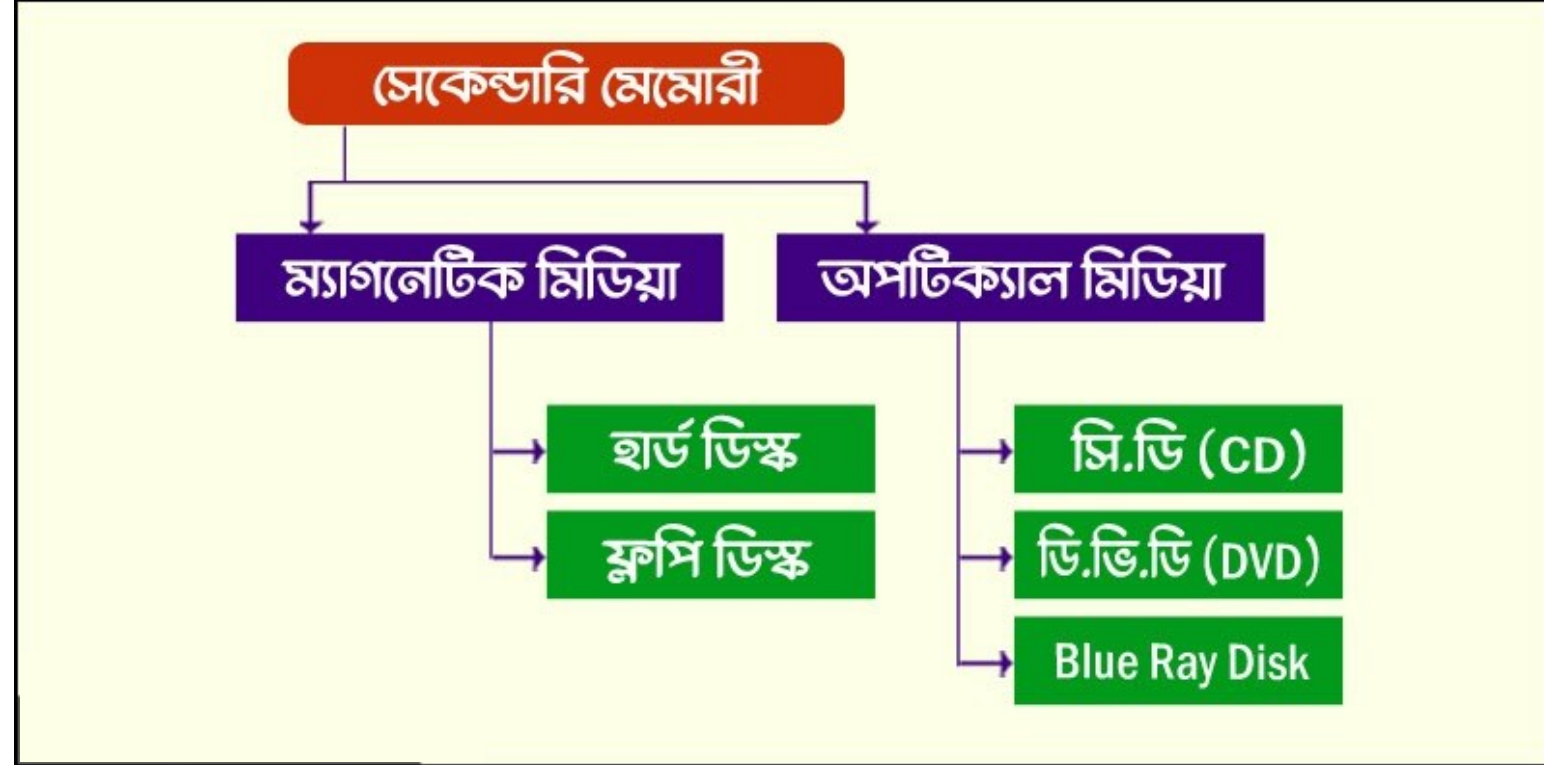 সেকেন্ডারি মেমোরী
ম্যাগনেটিক মিডিয়া
অপটিক্যাল মিডিয়া
হার্ড ডিস্ক
ফ্লপি ডিস্ক
সি.ডি (CD)
ডি.ভি.ডি (DVD)
Blue Ray Disk